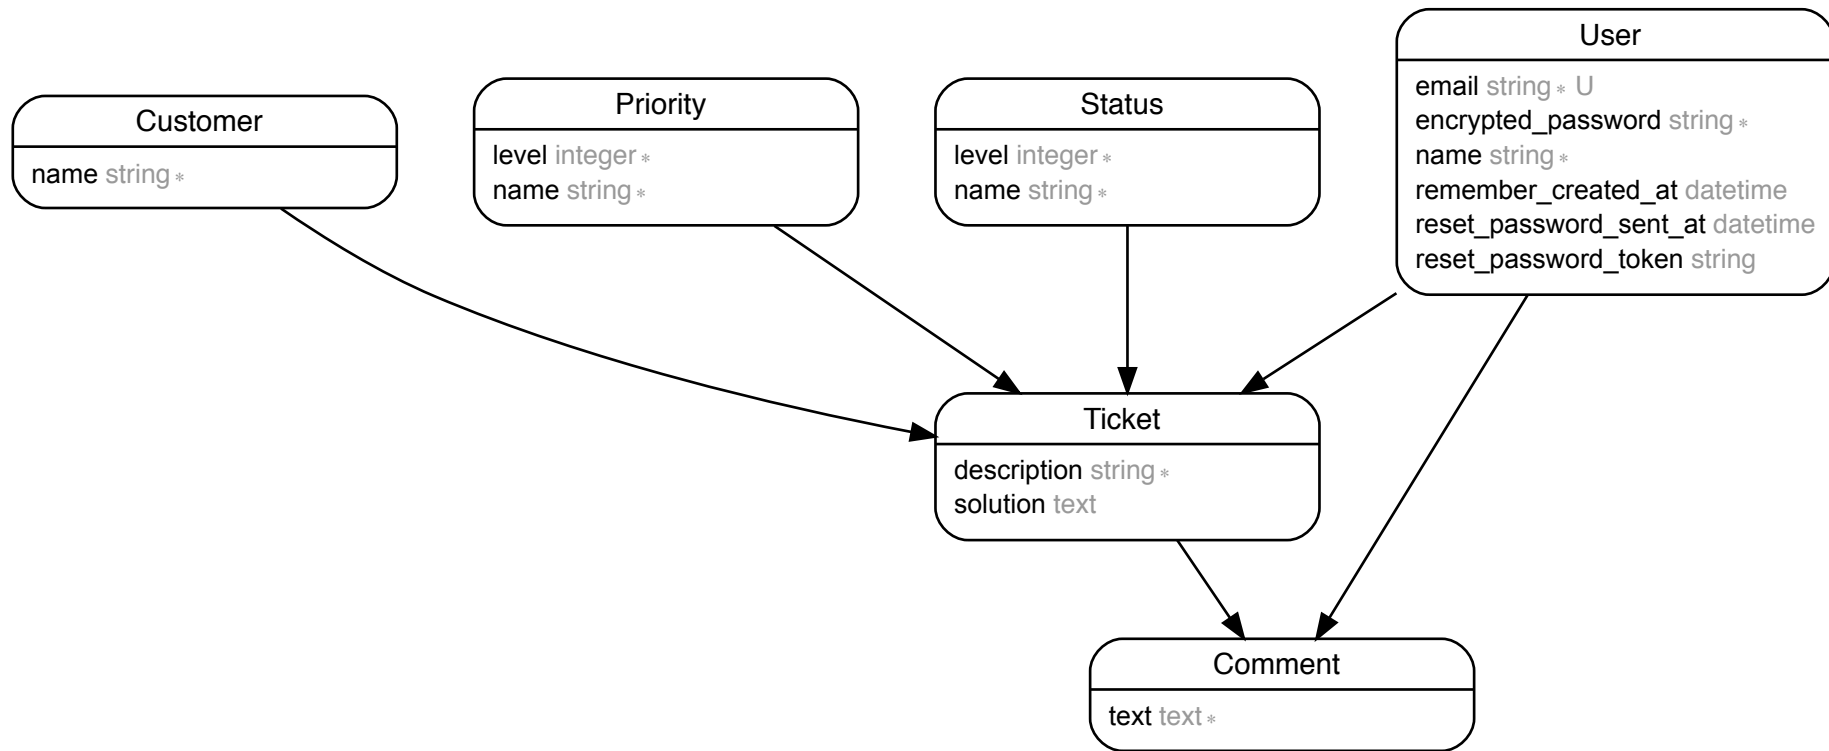 Customer
name string *
Priority
level integer *
name string *
Status
level integer *
name string *
User
email string * U
encrypted_password string *
name string *
remember_created_at datetime
reset_password_sent_at datetime
reset_password_token string
Ticket
description string *
solution text
Comment
text text *